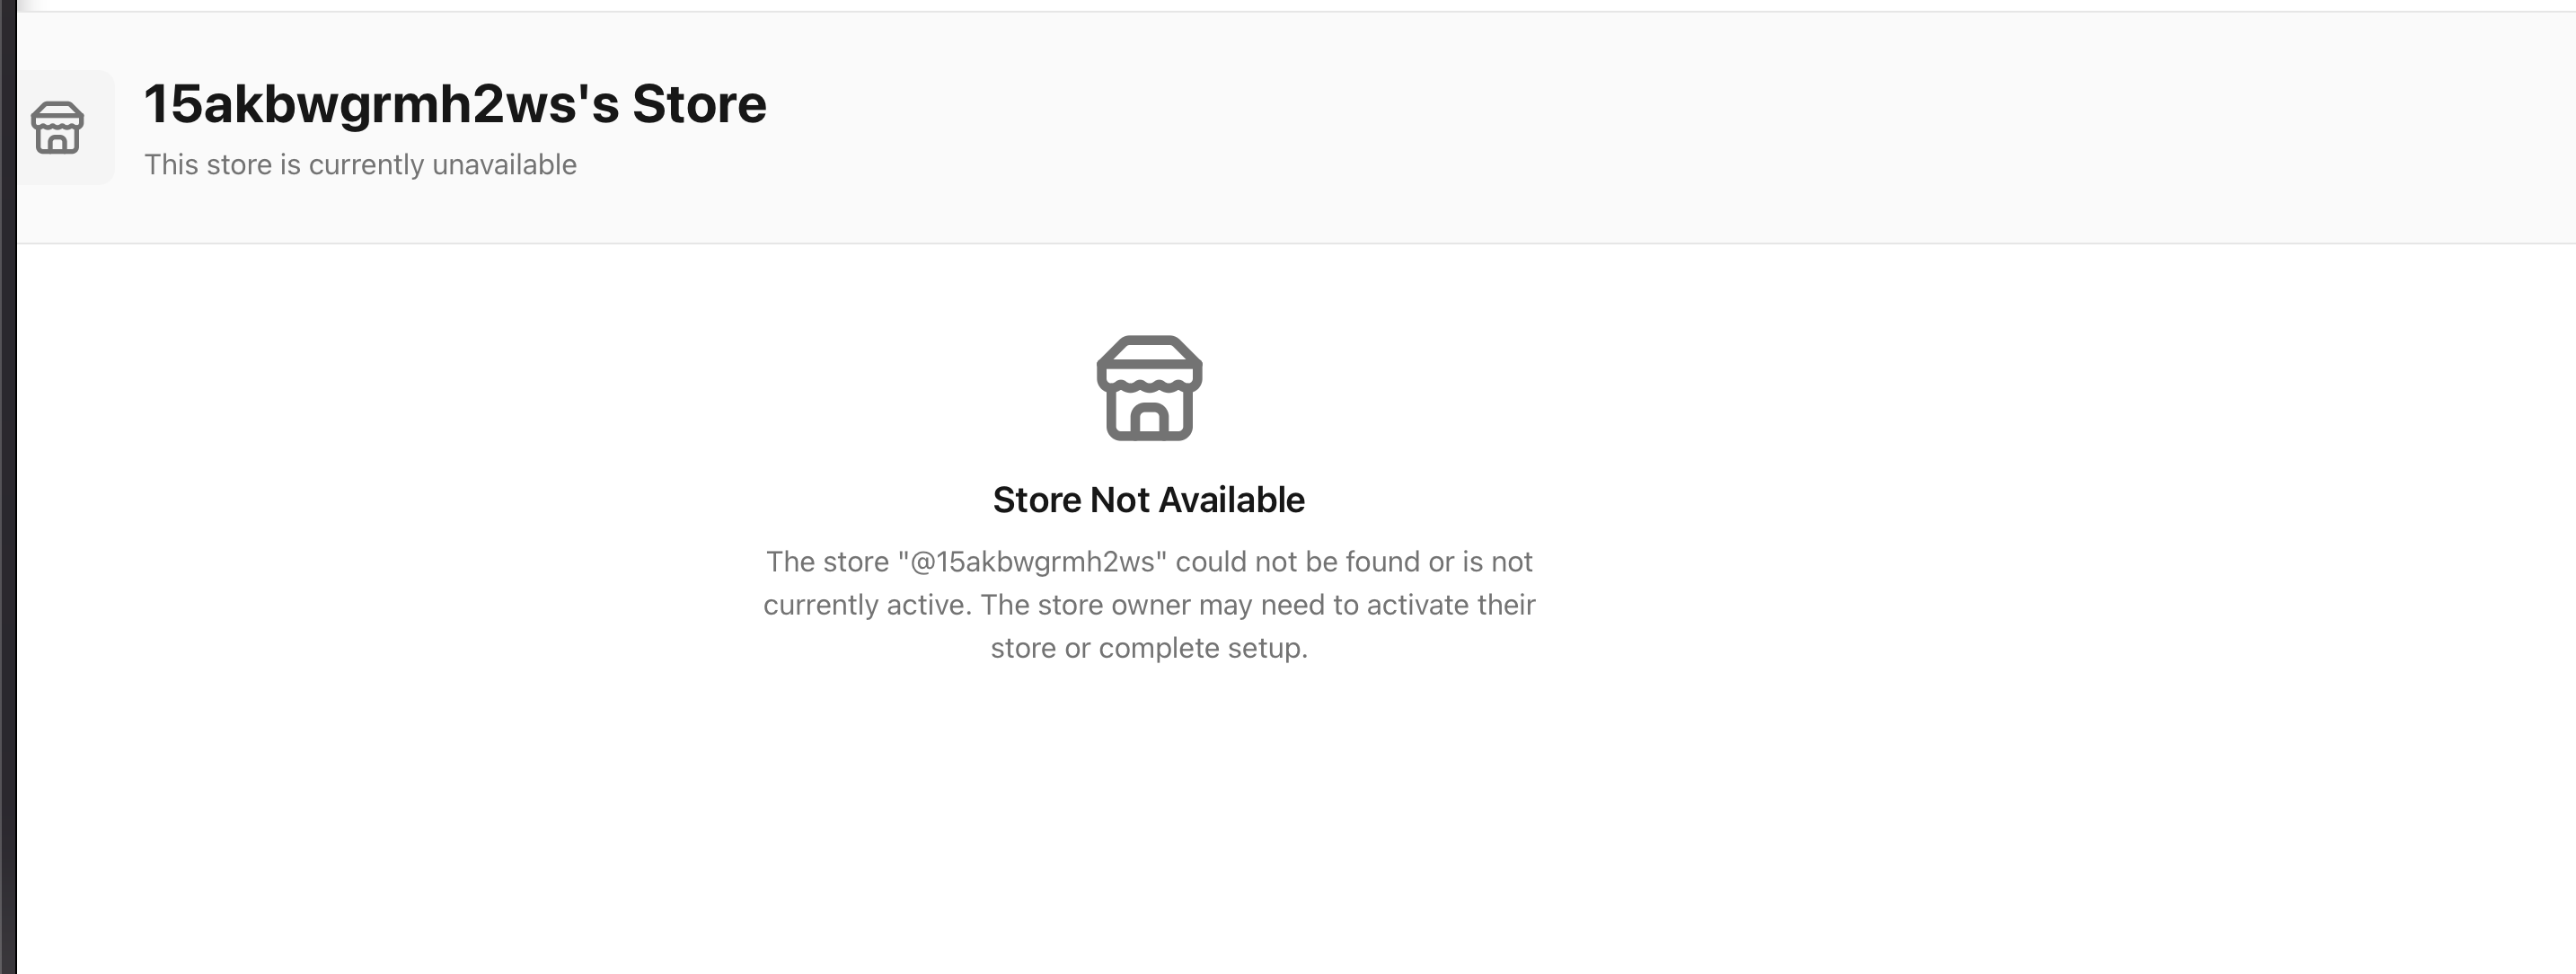 15akbwgrmh2ws's Store
This store is currently unavailable
Store Not Available
The store "@15akbwgrmh2ws" could not be found or is not
currently active. The store owner may need to activate their
store or complete setup.